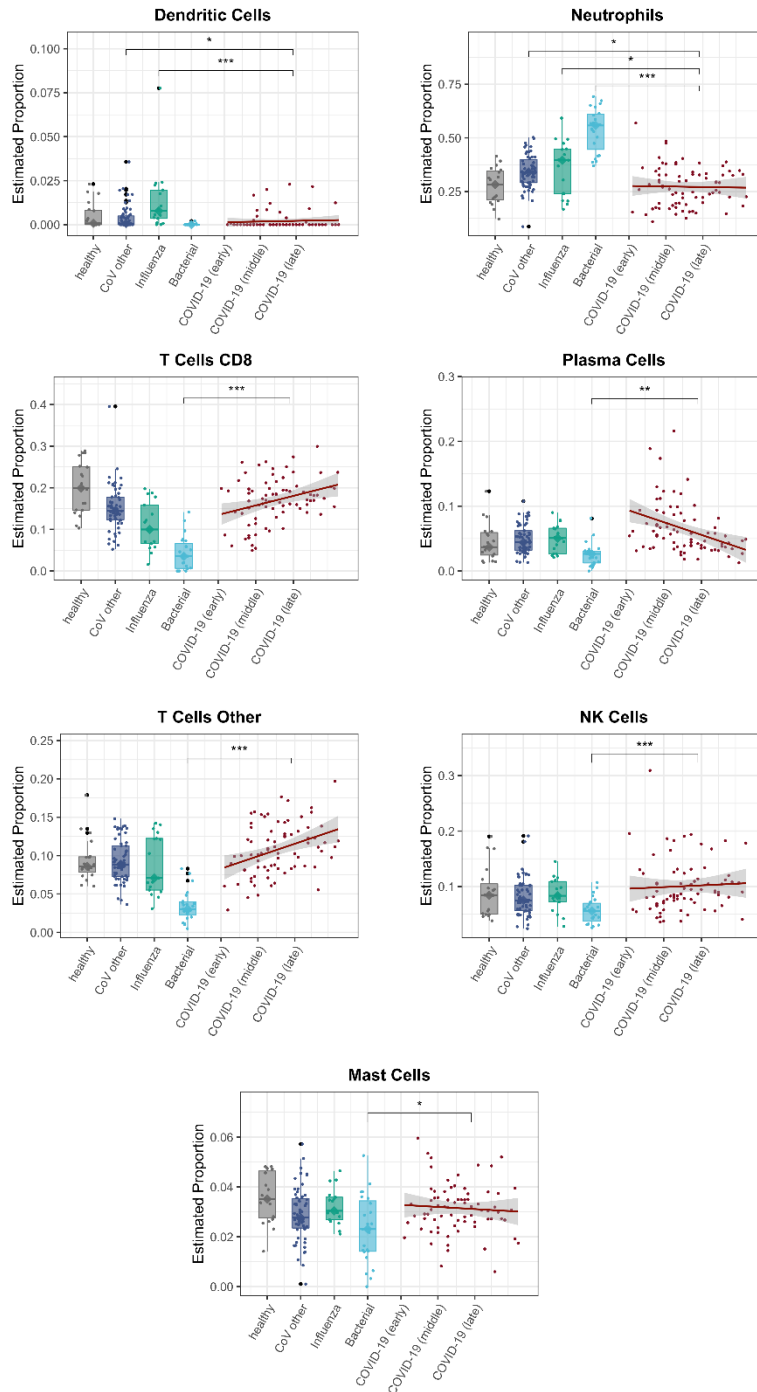 Dendritic Cells
Estimated Proportion
0.100
0.075
0.050
0.025
0.000
*
***
healthy
CoV other
Influenza
Bacterial
COVID-19 (early)
COVID-19 (middle)
COVID-19 (late)
Neutrophils
Estimated Proportion
0.75
0.50
0.25
*
*
***
healthy
CoV other
Influenza
Bacterial
COVID-19 (early)
COVID-19 (middle)
COVID-19 (late)
T Cells CD8
Estimated Proportion
0.4
0.3
0.2
0.1
0.0
***
healthy
CoV other
Influenza
Bacterial
COVID-19 (early)
COVID-19 (middle)
COVID-19 (late)
Plasma Cells
Estimated Proportion
0.3
0.2
0.1
0.0
**
healthy
CoV other
Influenza
Bacterial
COVID-19 (early)
COVID-19 (middle)
COVID-19 (late)
T Cells Other
Estimated Proportion
0.25
0.20
0.15
0.10
0.05
0.00
***
healthy
CoV other
Influenza
Bacterial
COVID-19 (early)
COVID-19 (middle)
COVID-19 (late)
NK Cells
Estimated Proportion
0.3
0.2
0.1
***
healthy
CoV other
Influenza
Bacterial
COVID-19 (early)
COVID-19 (middle)
COVID-19 (late)
Mast Cells
Estimated Proportion
0.06
0.04
0.02
0.00
*
healthy
CoV other
Influenza
Bacterial
COVID-19 (early)
COVID-19 (middle)
COVID-19 (late)